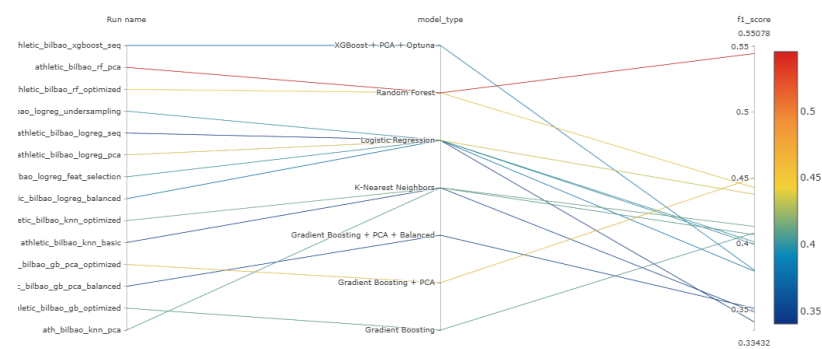 Run name
model_type
f1_score
0.55078
hletic_bilbao_xgboost_seq
XGBoost + PCA + Optuna
0.55
athletic_bilbao_rf_pca
hletic_bilbao_rf_optimized
Random Forest
0.5
0.5
ao_logreg_undersampling
athletic_bilbao_logreg_seq
Logistic Regression
athletic_bilbao_logreg_pca
bao_logreg_feat_selection
0.45
0.45
K-Nearest Neighbors
ic_bilbao_logreg_balanced
etic_bilbao_knn_optimized
Gradient Boosting + PCA + Balanced
athletic_bilbao_knn_basic
0.4
0.4
_bilbao_gb_pca_optimized
Gradient Boosting + PCA
:_bilbao_gb_pca_balanced
hletic_bilbao_gb_optimized
0.35
0.35
ath_bilbao_knn_pca
Gradient Boosting
0.33432